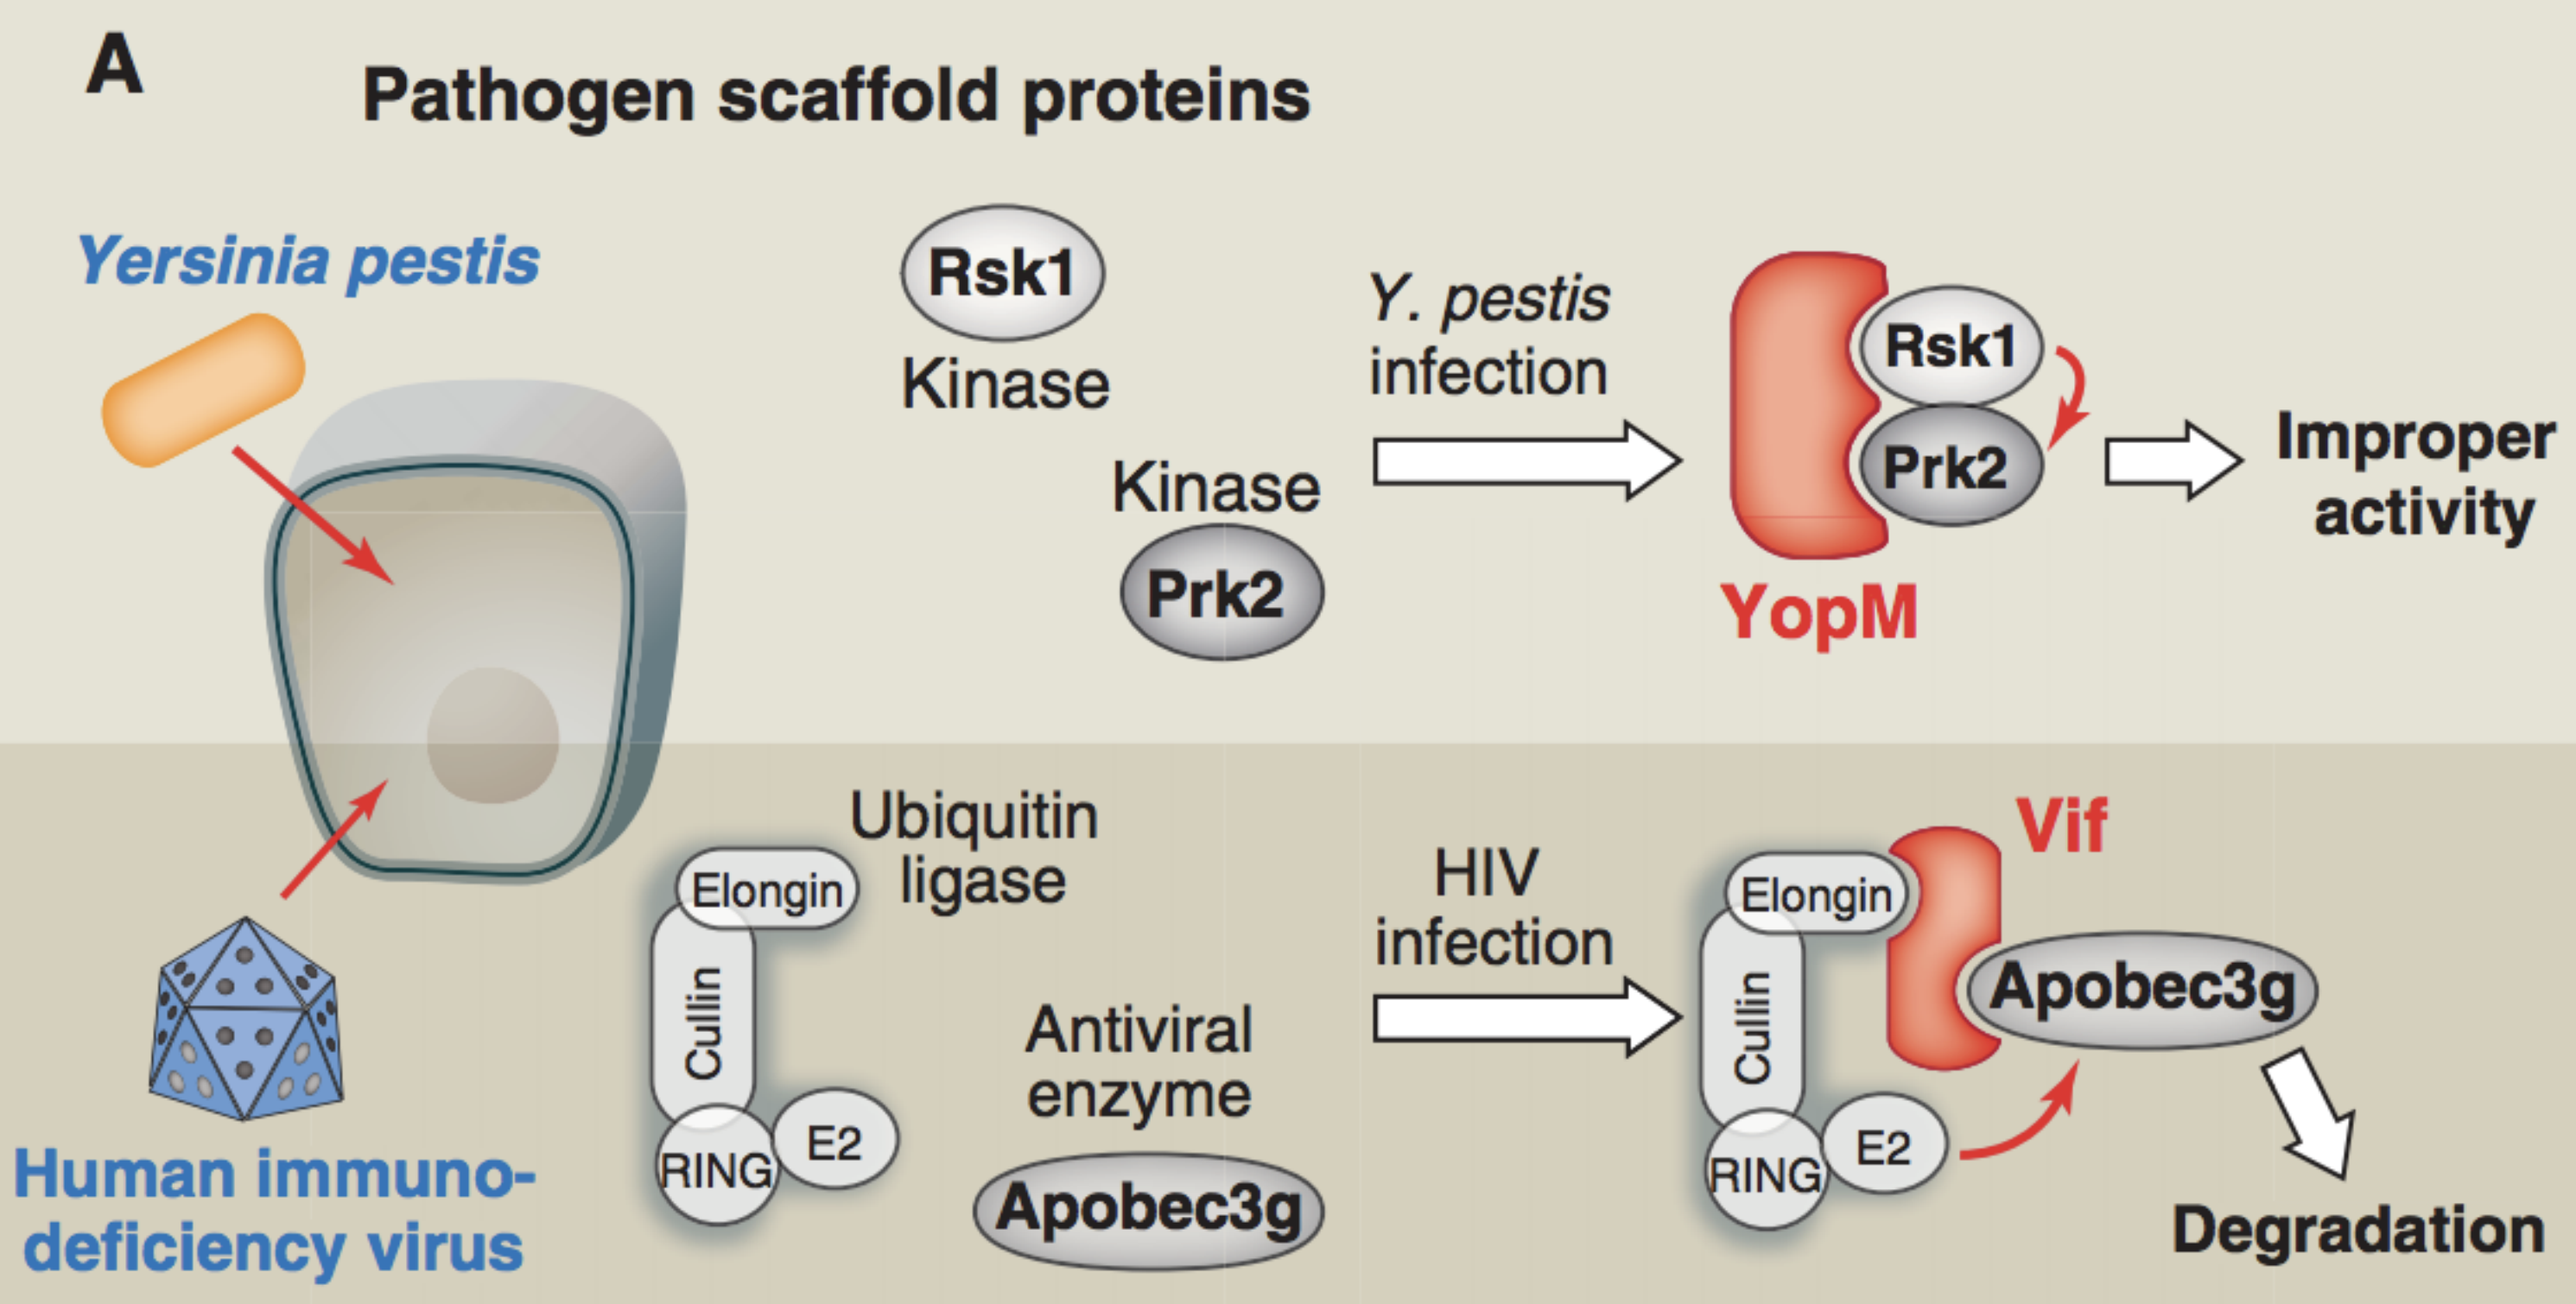 A
Pathogen scaffold proteins
Yersinia pestis
Rsk1
Kinase
Kinase
Prk2
Y. pestis
infection
Rsk1
Prk2
YopM
Improper
activity
Human immuno-
deficiency virus
Ubiquitin
ligase
Elongin
Cullin
RING
E2
Antiviral
enzyme
Apobec3g
HIV
infection
Elongin
Cullin
RING
E2
Vif
Apobec3g
Degradation